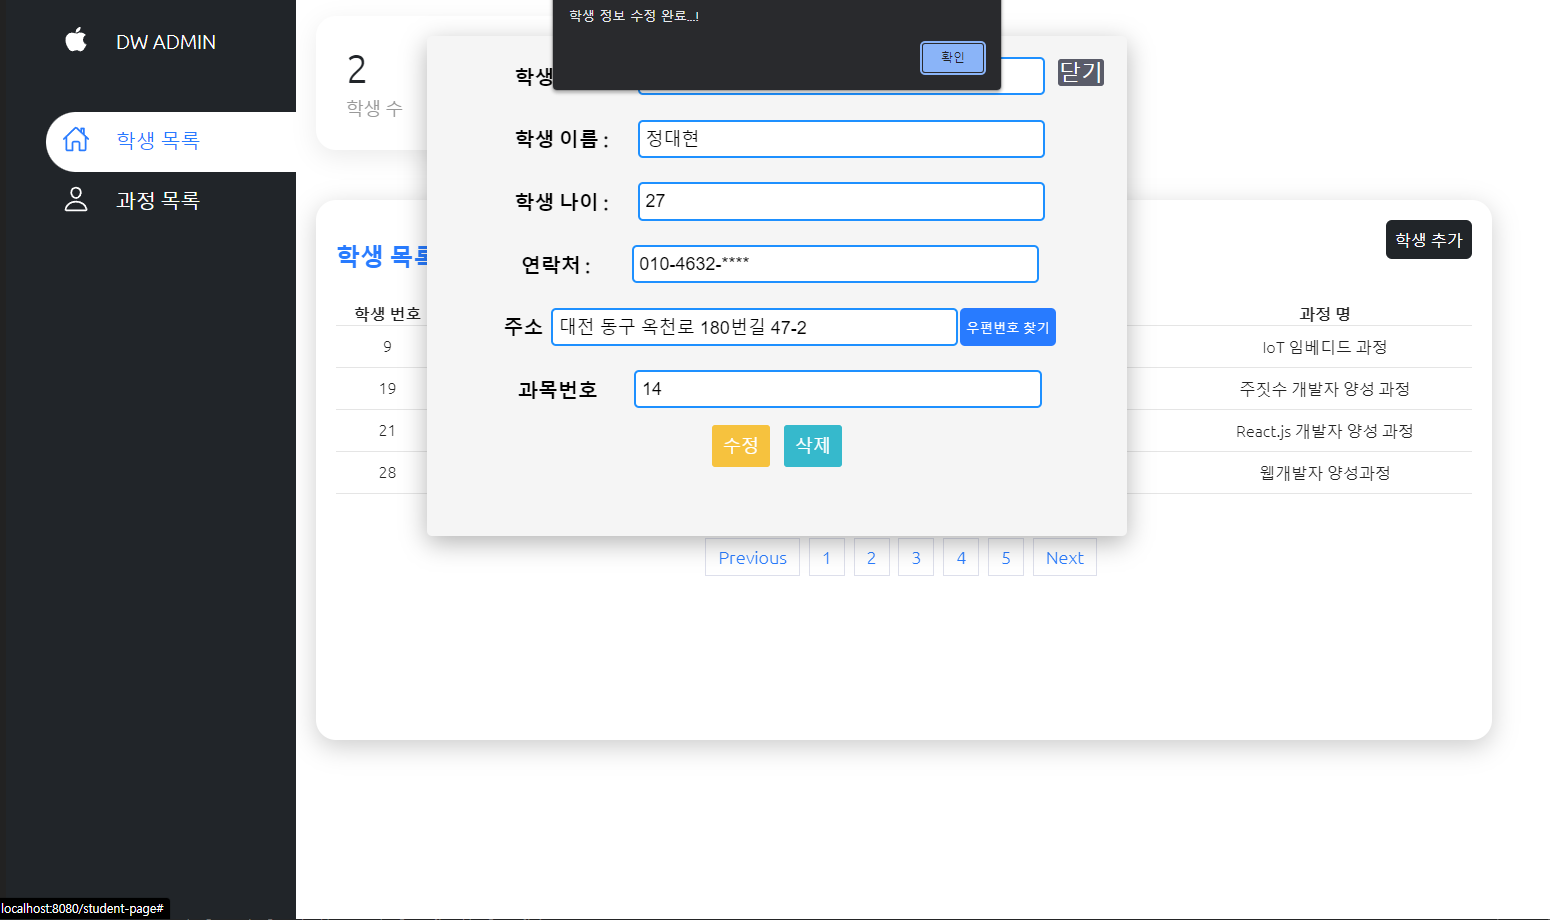 DW ADMIN
학생 목록
과정 목록
2
학생 수
학생 정보 수정 완료...!
확인
닫기
학생
학생 이름 :
정대현
학생 나이 :
27
연락처 :
010-4632-****
주소
대전 동구 옥천로 180번길 47-2
우편번호 찾기
과목번호
14
수정
삭제
학생 목록
학생 추가
학생 번호
과정 명
9
IoT 임베디드 과정
19
주짓수 개발자 양성 과정
21
React.js 개발자 양성 과정
28
웹개발자 양성과정
Previous
1
2
3
4
5
Next
localhost:8080/student-page#